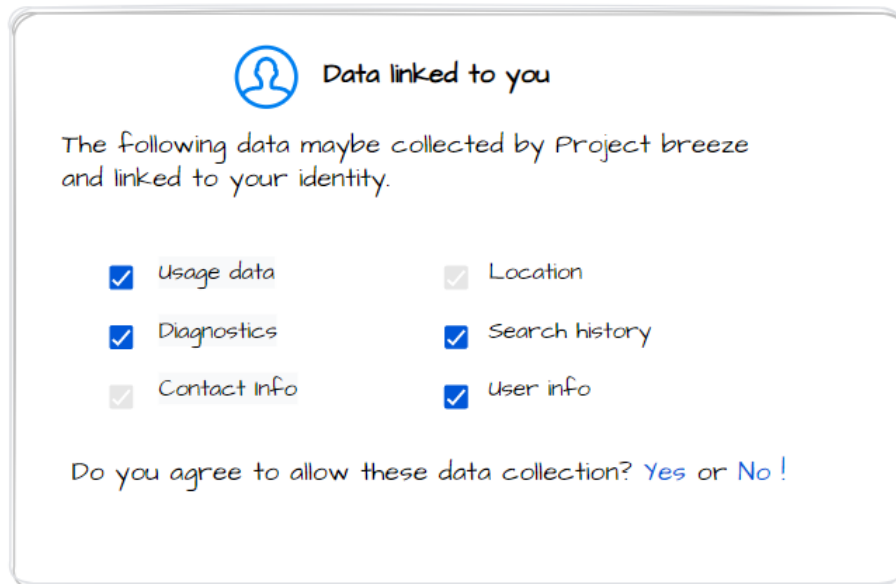 Data linked to you
The following data maybe collected by Project breeze
and linked to your identity.
Usage data
Location
Diagnostics
Search history
Contact Info
User info
Do you agree to allow these data collection? Yes or No !